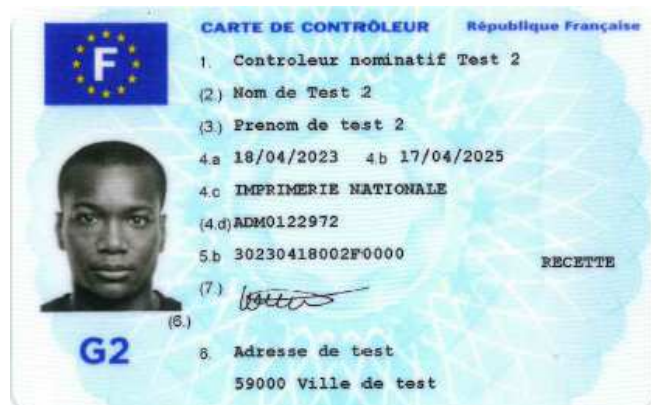 CARTE DE CONTRÔLEUR République Française
F
1. Controleur nominatif Test 2
(2.) Nom de Test 2
(3.) Prenom de test 2
4.a 18/04/2023 4.b 17/04/2025
4.c IMPRIMERIE NATIONALE
(4.d) ADM0122972
5.b 30230418002F0000
RECETTE
(7.)
(6.)
G2
8. Adresse de test
59000 Ville de test